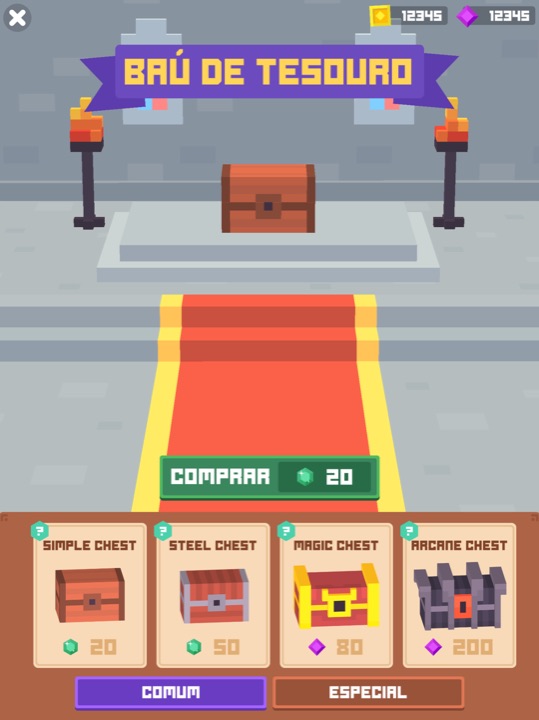 12345 12345
BAÚ DE TESOURO
COMPRAR 20
? ? ? ?
SIMPLE CHEST STEEL CHEST MAGIC CHEST ARCANE CHEST
20 50 80 200
COMUM ESPECIAL